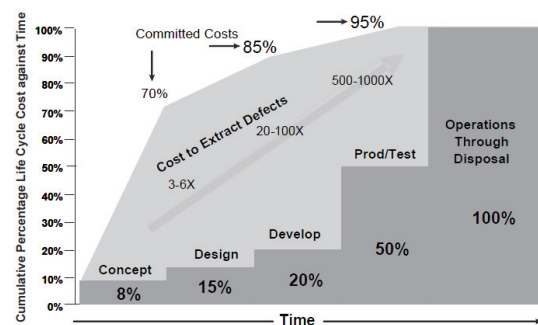 Committed Costs
95%
85%
70%
100%
90%
80%
70%
60%
50%
40%
30%
20%
10%
0%
Cumulative Percentage Life Cycle Cost against Time
Cost to Extract Defects
3-6X
20-100X
500-1000X
Concept
8%
Design
15%
Develop
20%
Prod/Test
50%
Operations
Through
Disposal
100%
Time